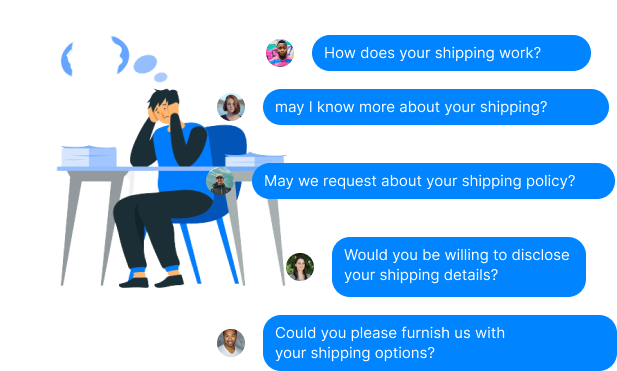 How does your shipping work?
may I know more about your shipping?
May we request about your shipping policy?
Would you be willing to disclose
your shipping details?
Could you please furnish us with
your shipping options?